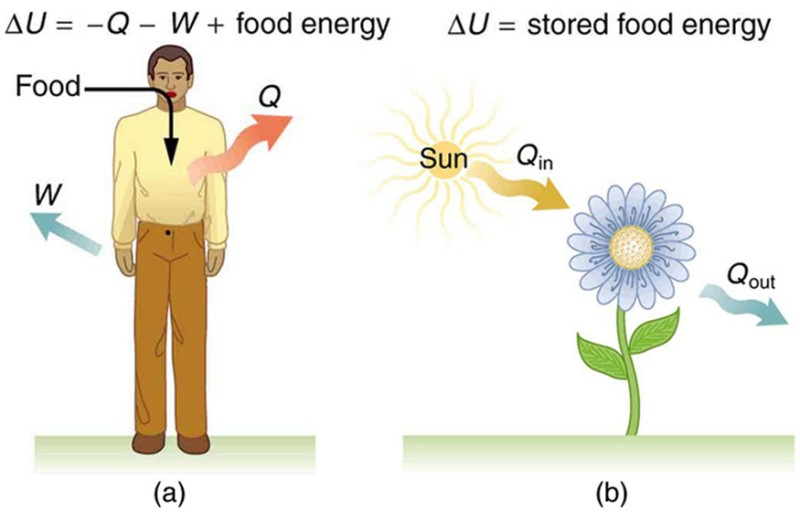 ΔU = −Q − W + food energy
ΔU = stored food energy
Food
Q
W
Sun
Qin
Qout
(a)
(b)